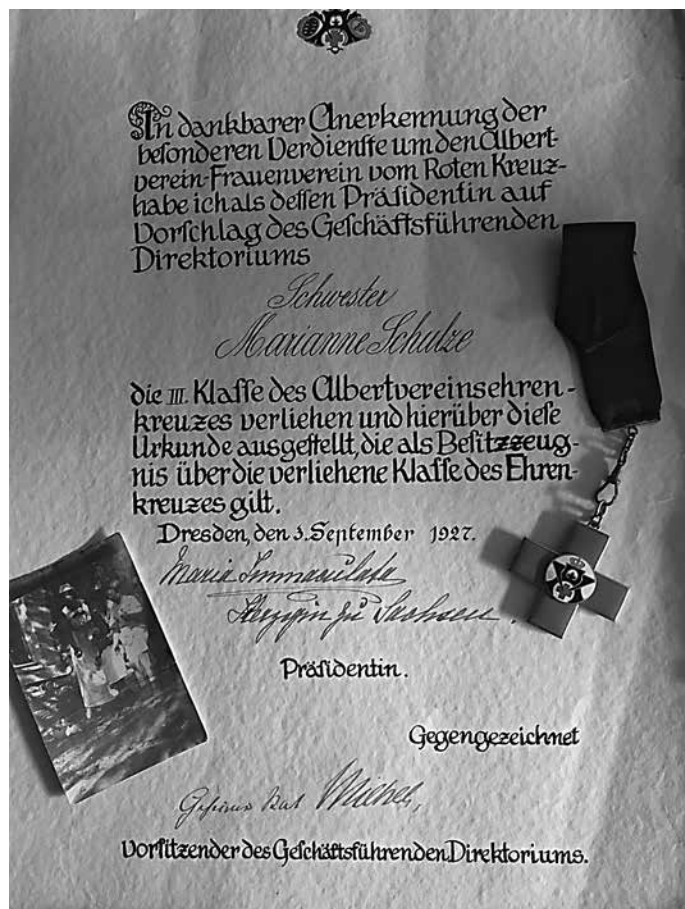 In dankbarer Anerkennung der
besonderen Verdienste um den Albert-
verein-Frauenverein vom Roten Kreuz-
habe ich als dessen Präsidentin auf
Vorschlag des Geschäftsführenden
Direktoriums
Schwester
Marianne Schulze
die III. Klasse des Albertvereinsehren-
kreuzes verliehen und hierüber diese
Urkunde ausgestellt, die als Besitzzeug-
nis über die verliehene Klasse des Ehren-
kreuzes gilt.
Dresden, den 3. September 1927.
Maria Immaculata
Herzogin zu Sachsen.
Präsidentin.
Gegengezeichnet
Vorsitzender des Geschäftsführenden Direktoriums.